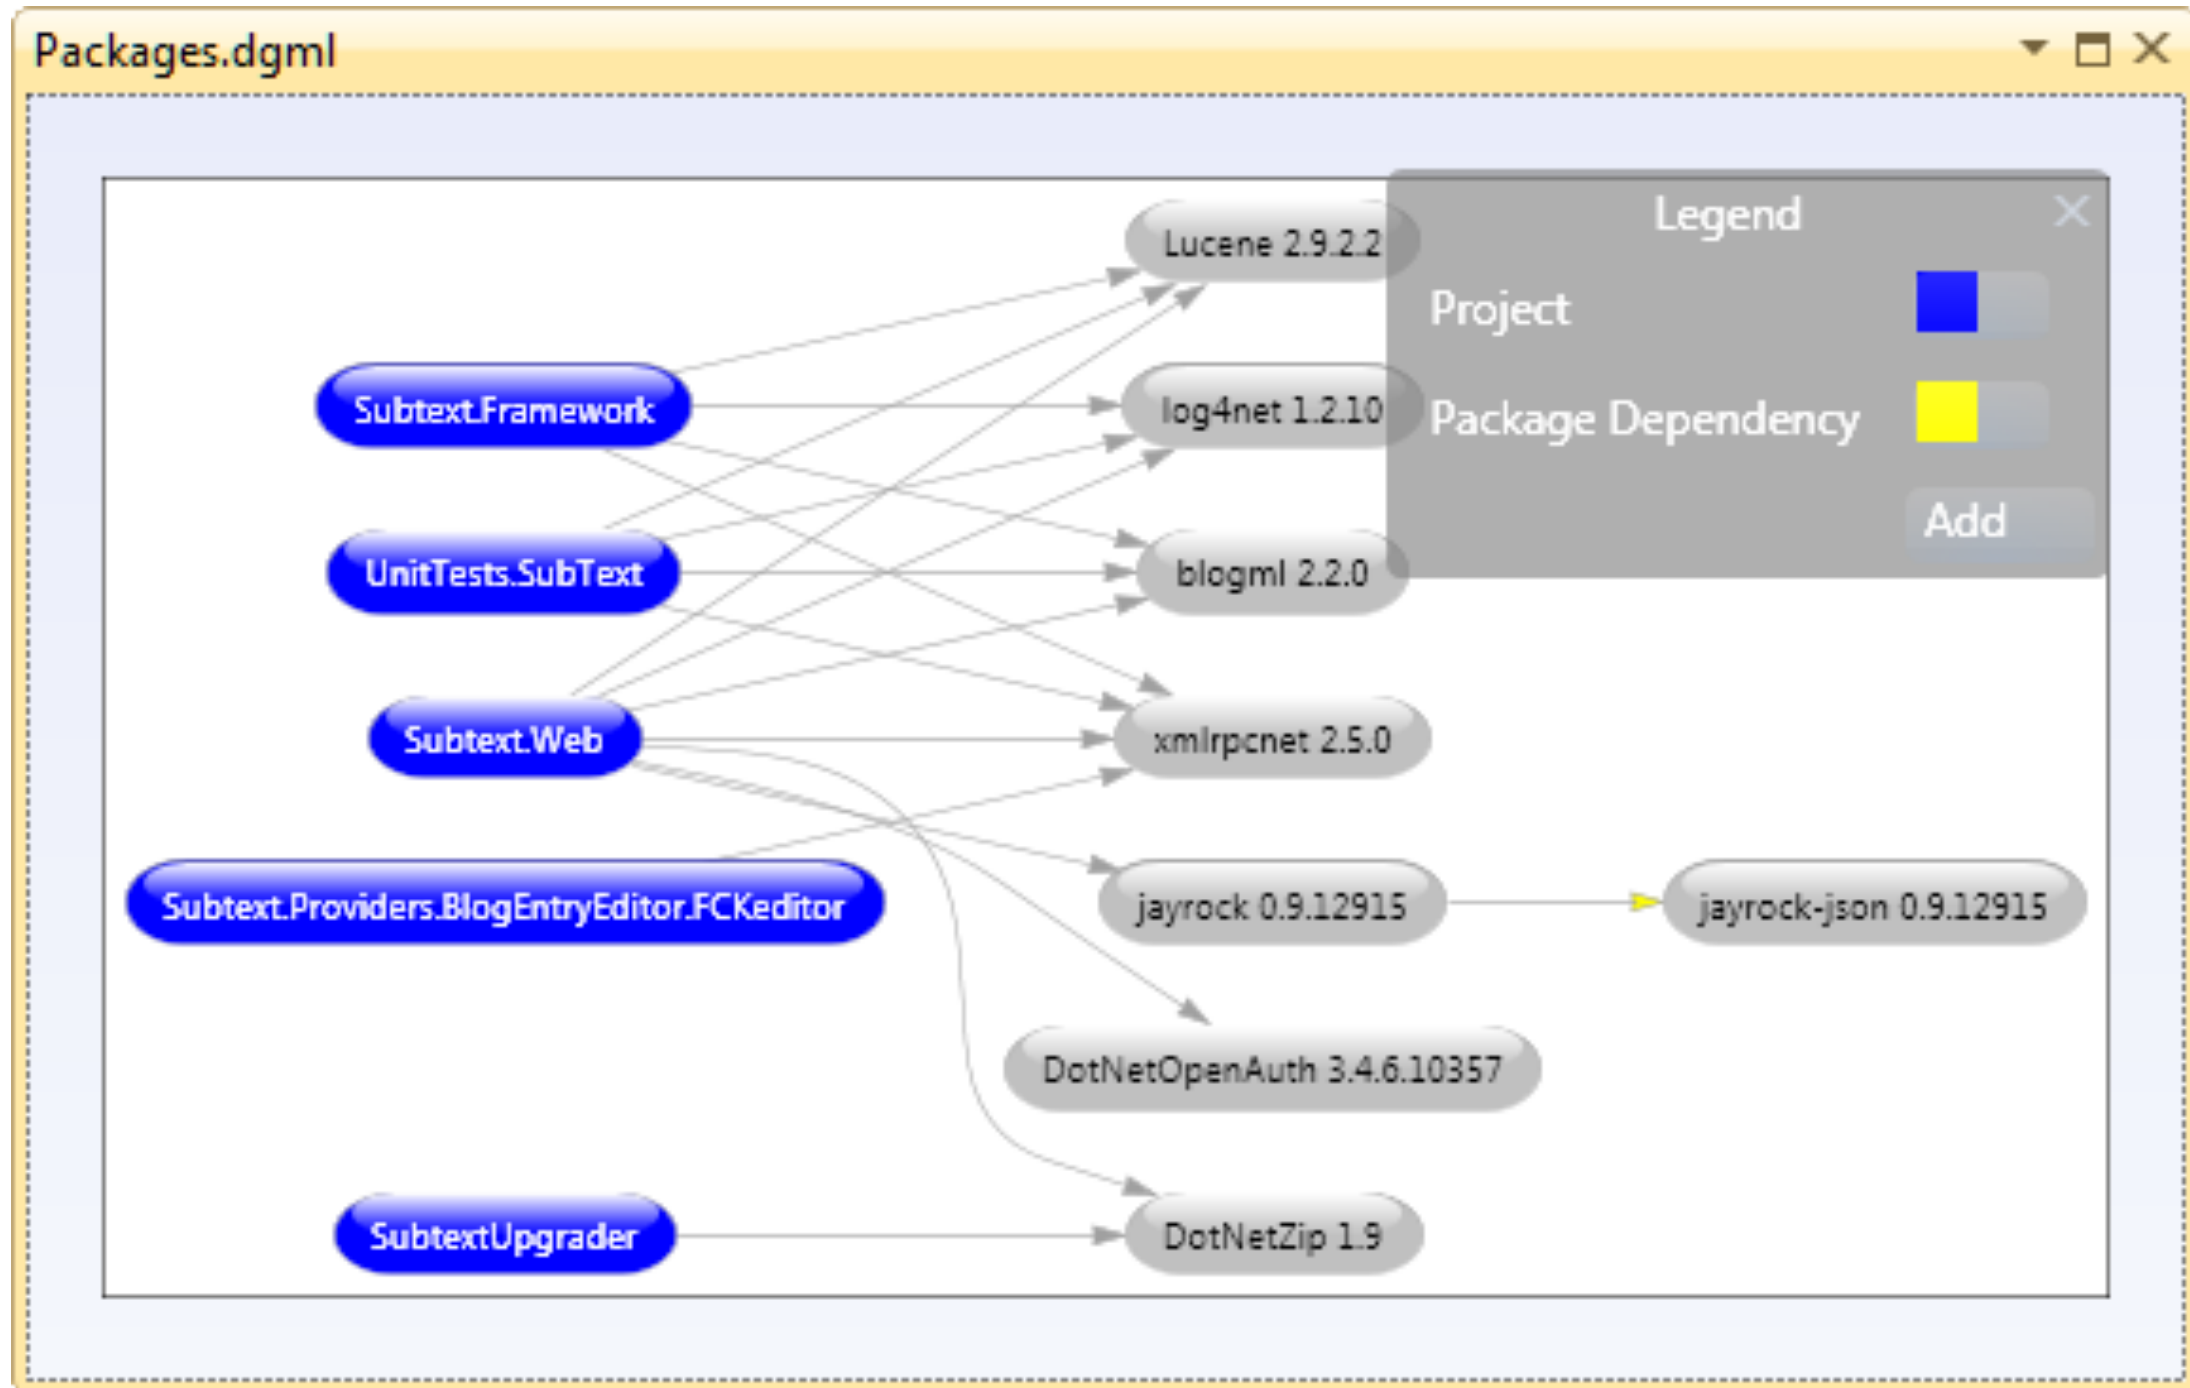 Packages.dgml
Legend
Project
Package Dependency
Add
Lucene 2.9.2.2
Subtext.Framework
log4net 1.2.10
UnitTests.SubText
blogml 2.2.0
Subtext.Web
xmlrpcnet 2.5.0
Subtext.Providers.BlogEntryEditor.FCKeditor
jayrock 0.9.12915
jayrock-json 0.9.12915
DotNetOpenAuth 3.4.6.10357
SubtextUpgrader
DotNetZip 1.9